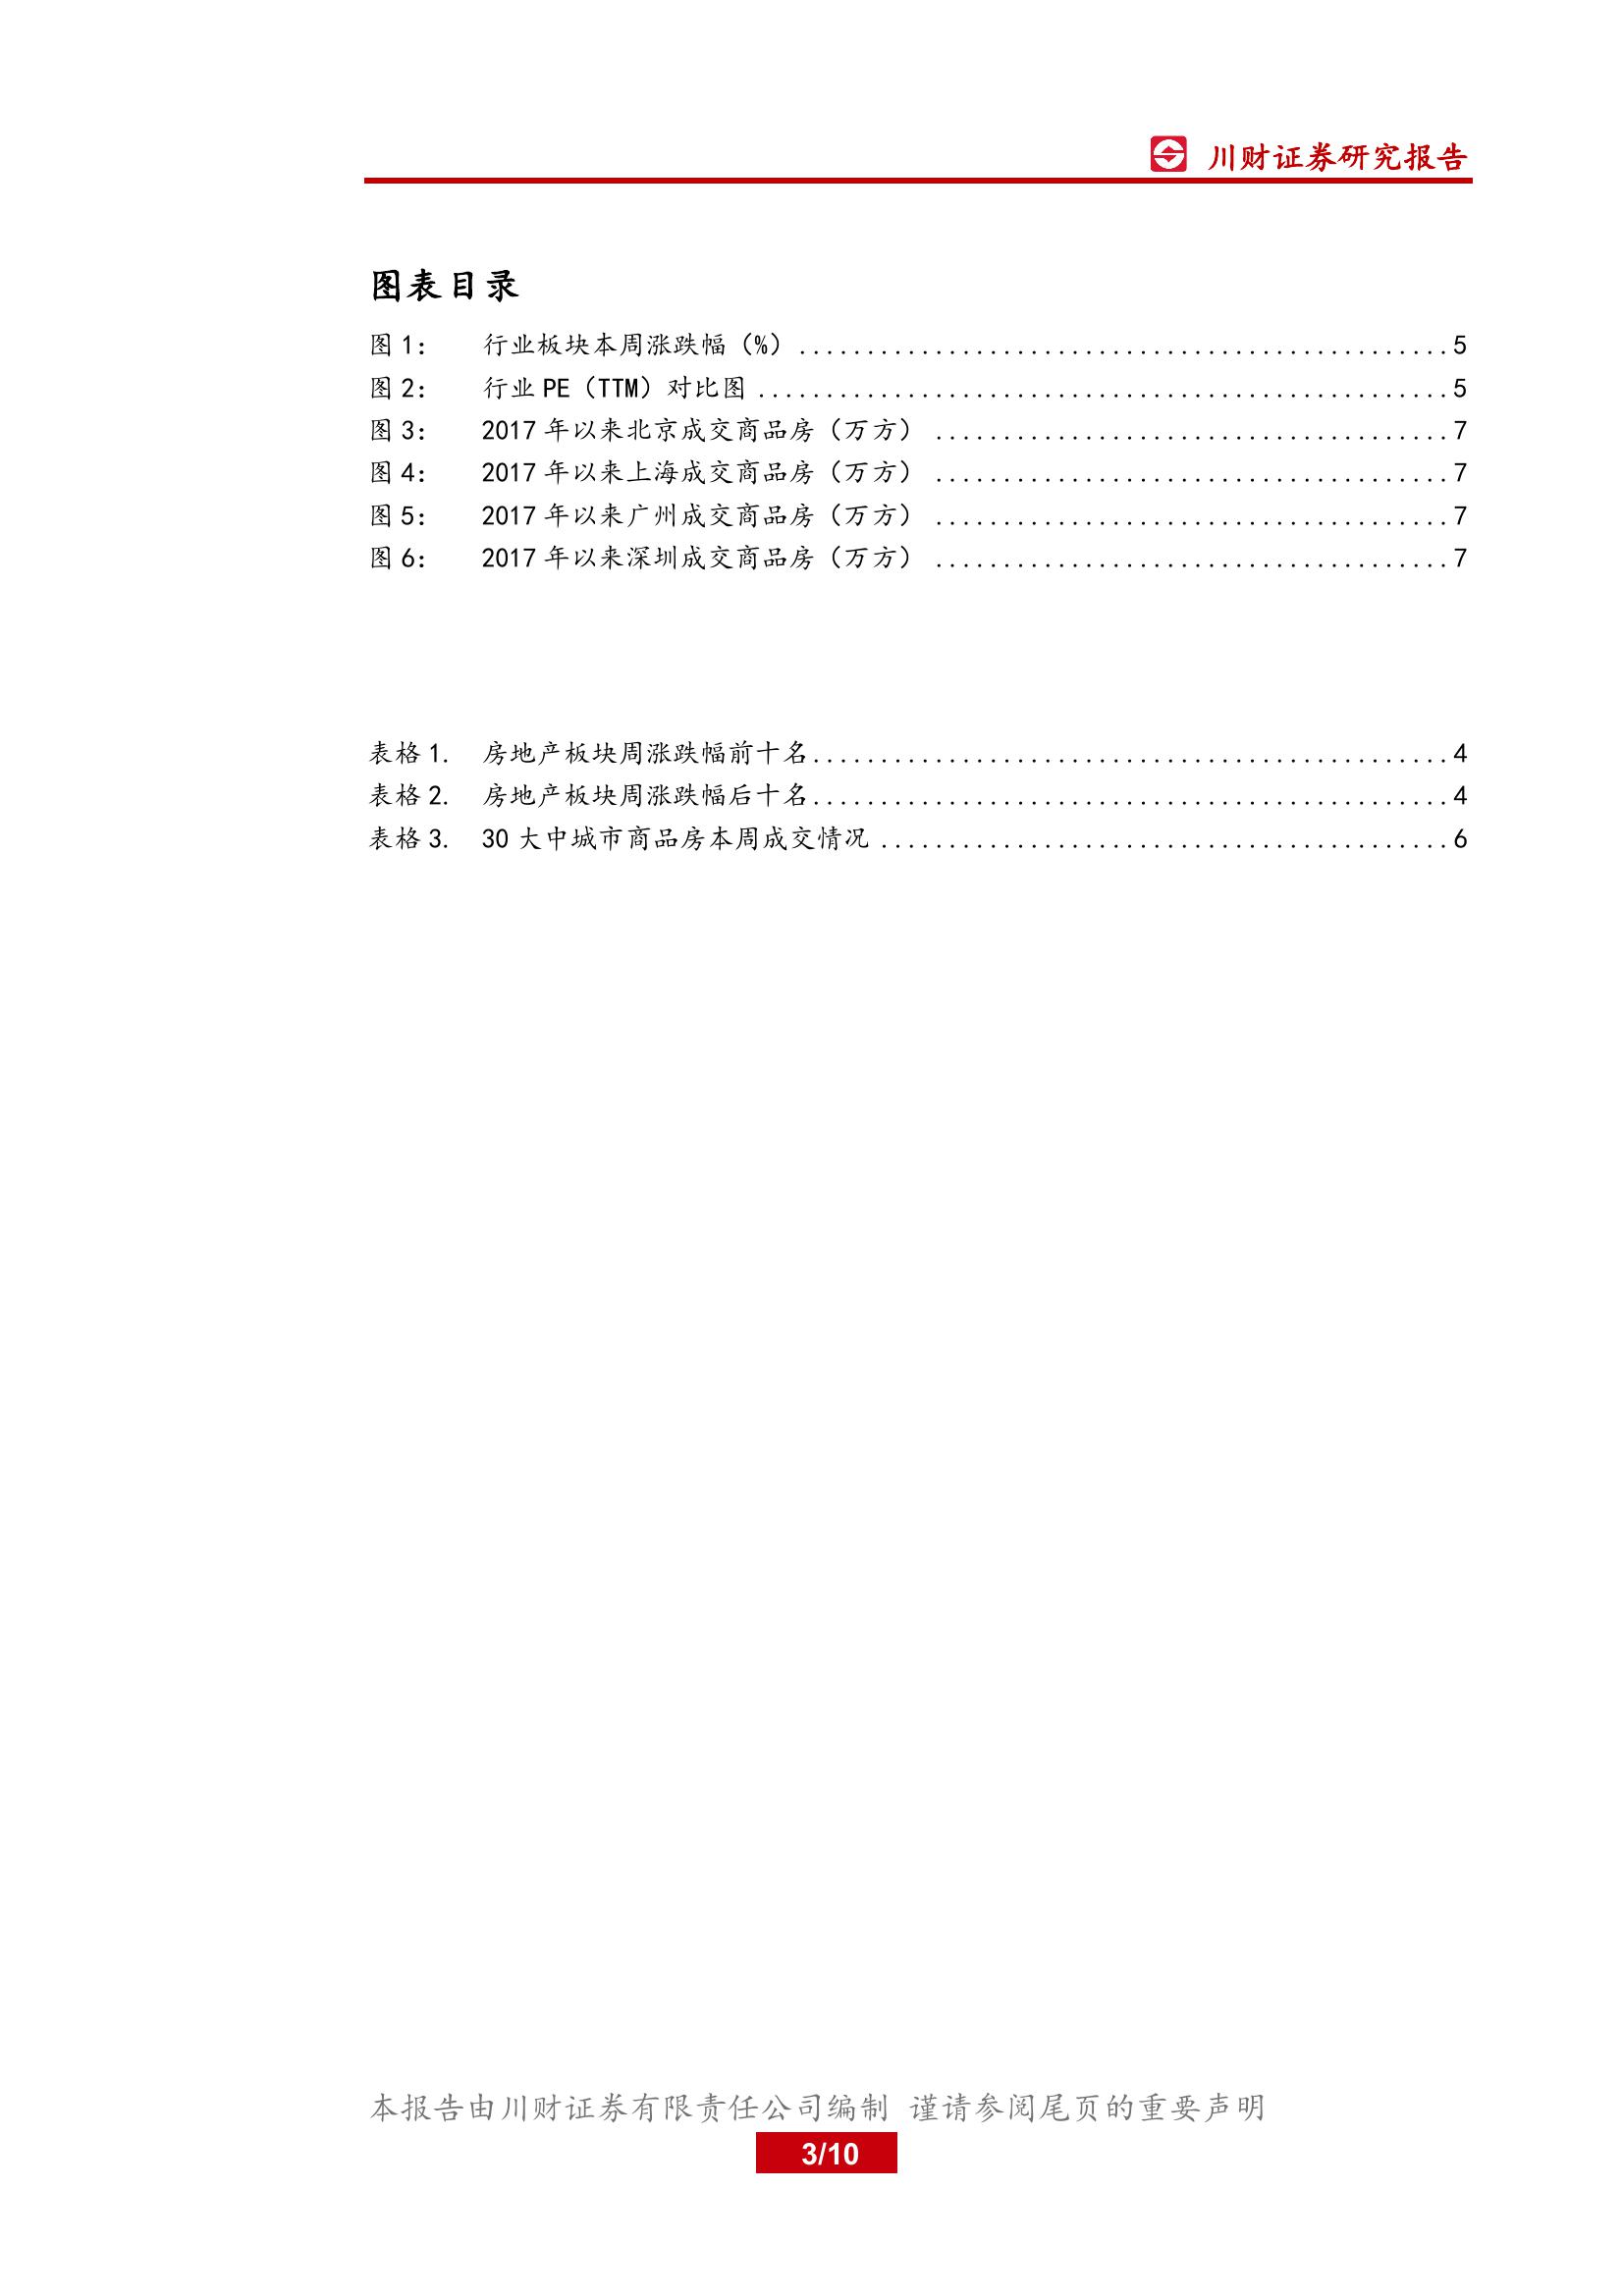 川财证券研究报告
图表目录
图 1： 行业板块本周涨跌幅（%）................................................5
图 2： 行业 PE（TTM）对比图 ...................................................5
图 3： 2017 年以来北京成交商品房（万方） ......................................7
图 4： 2017 年以来上海成交商品房（万方） ......................................7
图 5： 2017 年以来广州成交商品房（万方） ......................................7
图 6： 2017 年以来深圳成交商品房（万方） ......................................7
表格 1. 房地产板块周涨跌幅前十名...............................................4
表格 2. 房地产板块周涨跌幅后十名...............................................4
表格 3. 30 大中城市商品房本周成交情况 ..........................................6
本报告由川财证券有限责任公司编制 谨请参阅尾页的重要声明
3/10